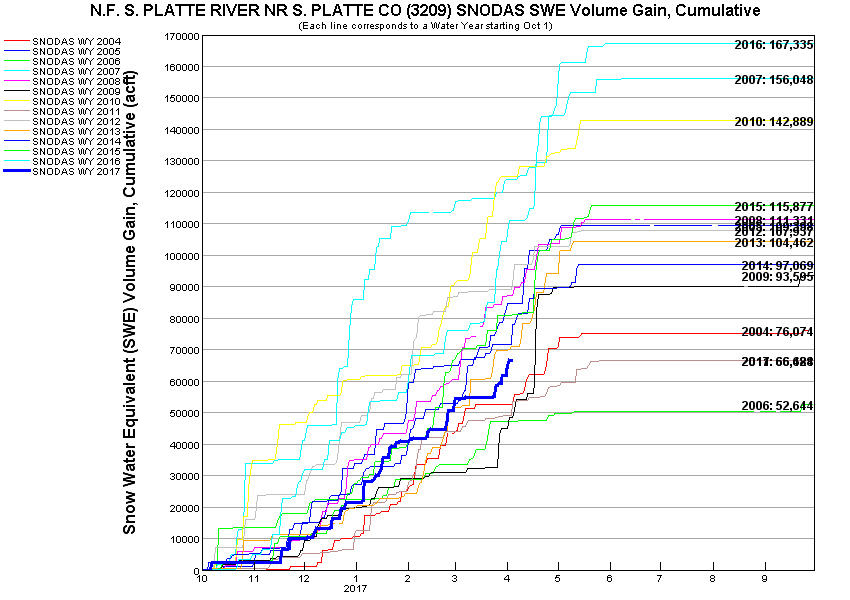 N.F. S. PLATTE RIVER NR S. PLATTE CO (3209) SNODAS SWE Volume Gain, Cumulative
(Each line corresponds to a Water Year starting Oct 1)
SNODAS WY 2004
SNODAS WY 2005
SNODAS WY 2006
SNODAS WY 2007
SNODAS WY 2008
SNODAS WY 2009
SNODAS WY 2010
SNODAS WY 2011
SNODAS WY 2012
SNODAS WY 2013
SNODAS WY 2014
SNODAS WY 2015
SNODAS WY 2016
SNODAS WY 2017
Snow Water Equivalent (SWE) Volume Gain, Cumulative (acft)
170000
160000
150000
140000
130000
120000
110000
100000
90000
80000
70000
60000
50000
40000
30000
20000
10000
0
2016: 167,335
2007: 156,048
2010: 142,889
2015: 115,877
2008: 111,331
2012: 107,957
2013: 104,462
2014: 97,069
2009: 93,595
2004: 76,074
2006: 52,644
10 11 12 1 2 3 4 5 6 7 8 9
2017